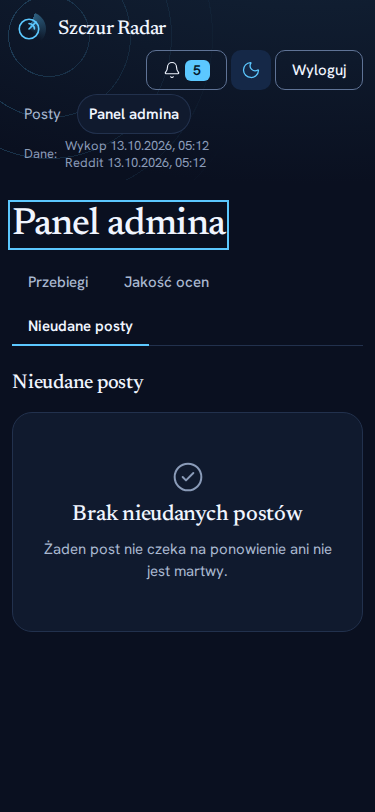 Szczur Radar
5
Wyloguj
Posty
Panel admina
Dane:
Wykop 13.10.2026, 05:12
Reddit 13.10.2026, 05:12
Panel admina
Przebiegi
Jakość ocen
Nieudane posty
Nieudane posty
Brak nieudanych postów
Żaden post nie czeka na ponowienie ani nie
jest martwy.